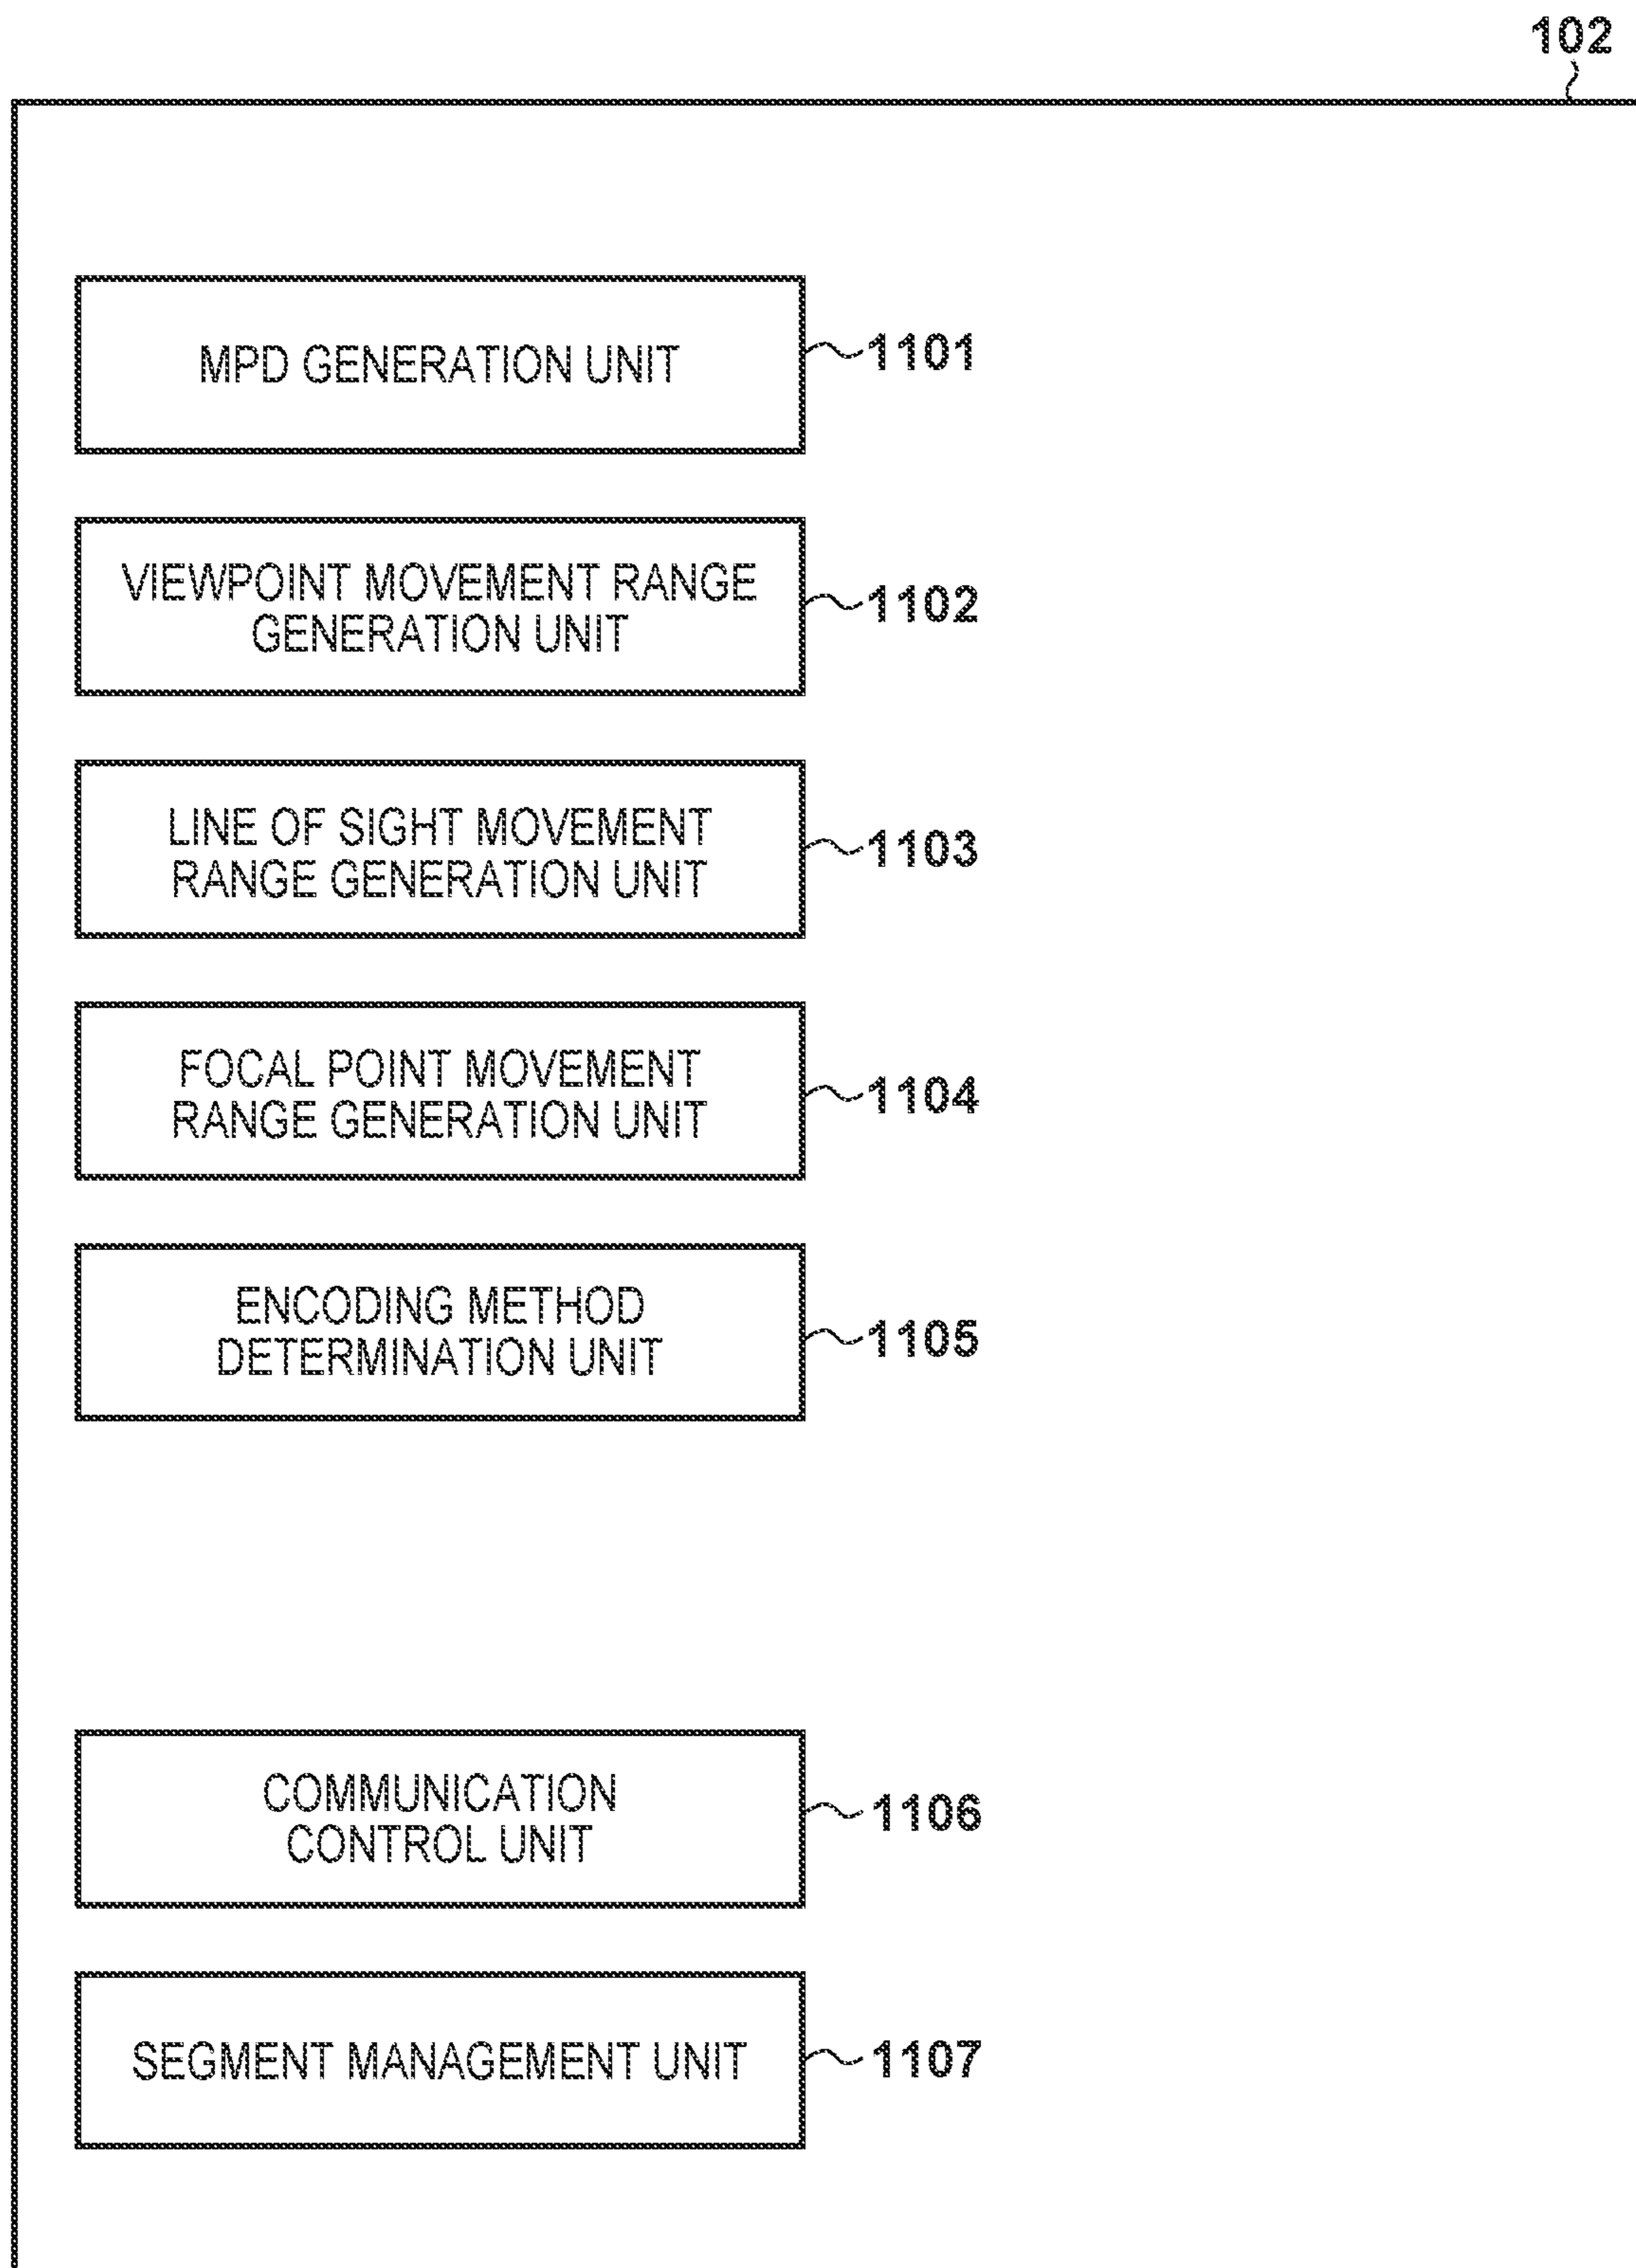 102
MPD GENERATION UNIT
1101
VIEWPOINT MOVEMENT RANGE
GENERATION UNIT
1102
LINE OF SIGHT MOVEMENT
RANGE GENERATION UNIT
1103
FOCAL POINT MOVEMENT
RANGE GENERATION UNIT
1104
ENCODING METHOD
DETERMINATION UNIT
1105
COMMUNICATION
CONTROL UNIT
1106
SEGMENT MANAGEMENT UNIT
1107